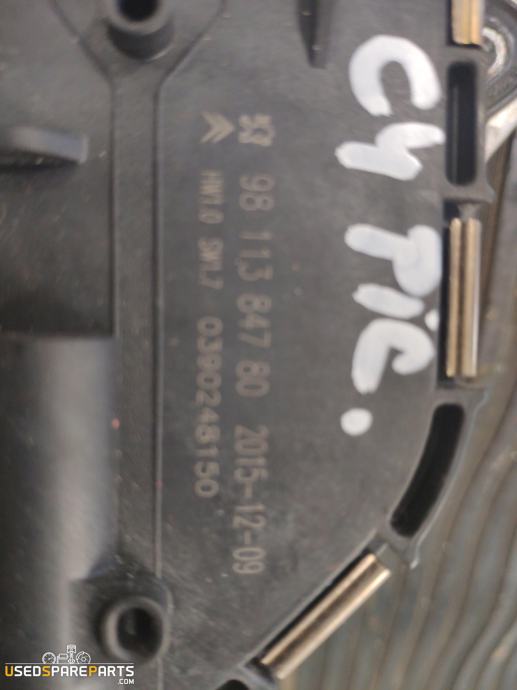 C4 PIC.
98 113 847 80 2015-12-09
HW1.0 SW1.7 0390248150
USEDSPAREPARTS
.COM